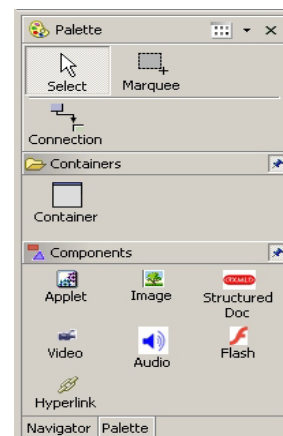 Palette
Select Marquee
Connection
Containers
Container
Components
Applet Image Structured
Doc
Video Audio Flash
Hyperlink
Navigator Palette